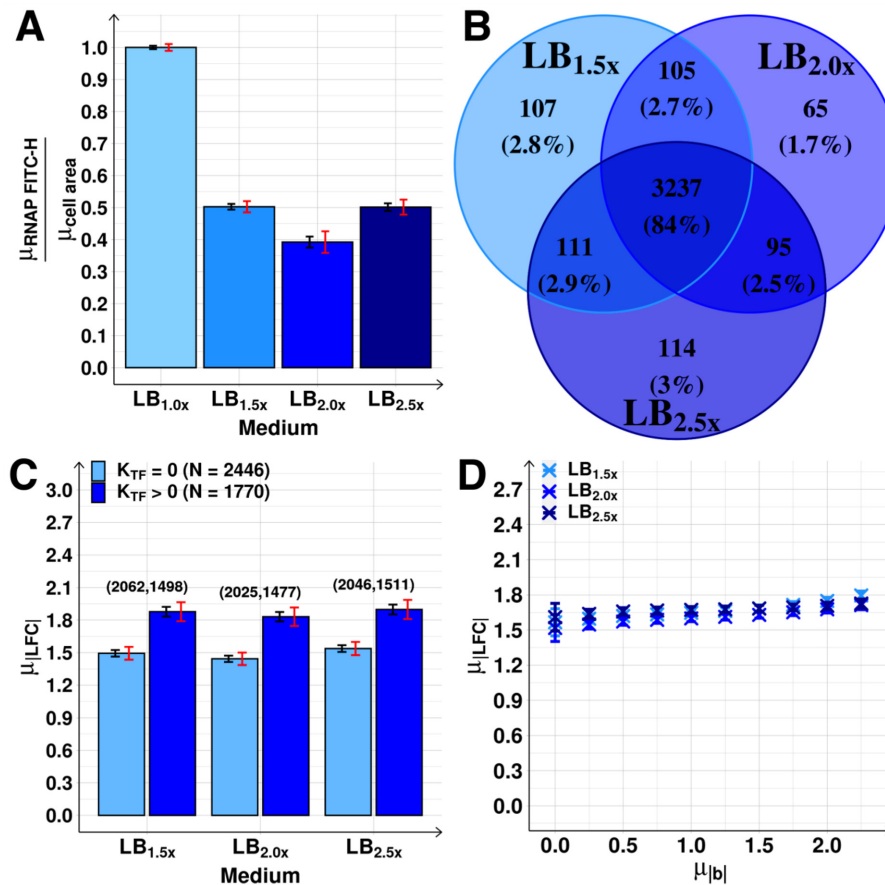 A
μRNAP FITC-H
μcell area
1.0
0.9
0.8
0.7
0.6
0.5
0.4
0.3
0.2
0.1
0.0
LB1.0x LB1.5x LB2.0x LB2.5x
Medium
B
LB1.5x
LB2.0x
LB2.5x
105
(2.7%)
107
(2.8%)
65
(1.7%)
3237
(84%)
111
(2.9%)
95
(2.5%)
114
(3%)
C
KTF = 0 (N = 2446)
KTF > 0 (N = 1770)
μ|LFC|
3.0
2.7
2.4
2.1
1.8
1.5
1.2
0.9
0.6
0.3
0.0
(2062,1498)
(2025,1477)
(2046,1511)
LB1.5x LB2.0x LB2.5x
Medium
D
LB1.5x
LB2.0x
LB2.5x
μ|LFC|
2.7
2.4
2.1
1.8
1.5
1.2
0.9
0.6
0.3
0.0
0.0 0.5 1.0 1.5 2.0
μ|b|